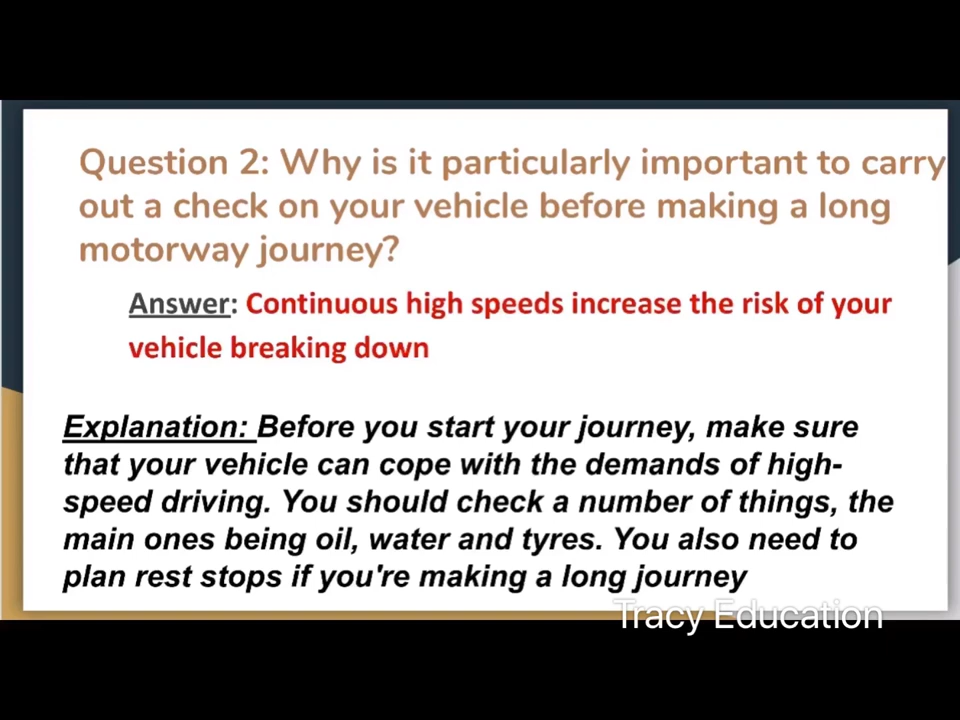 Question 2: Why is it particularly important to carry
out a check on your vehicle before making a long
motorway journey?
Answer: Continuous high speeds increase the risk of your
vehicle breaking down
Explanation: Before you start your journey, make sure
that your vehicle can cope with the demands of high-
speed driving. You should check a number of things, the
main ones being oil, water and tyres. You also need to
plan rest stops if you're making a long journey
Tracy Education